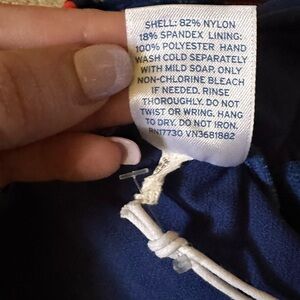 SHELL: 82% NYLON
18% SPANDEX LINING:
100% POLYESTER HAND
WASH COLD SEPARATELY
WITH MILD SOAP. ONLY
NON-CHLORINE BLEACH
IF NEEDED. RINSE
THOROUGHLY. DO NOT
TWIST OR WRING. HANG
TO DRY. DO NOT IRON.
RN17730 VN3681882